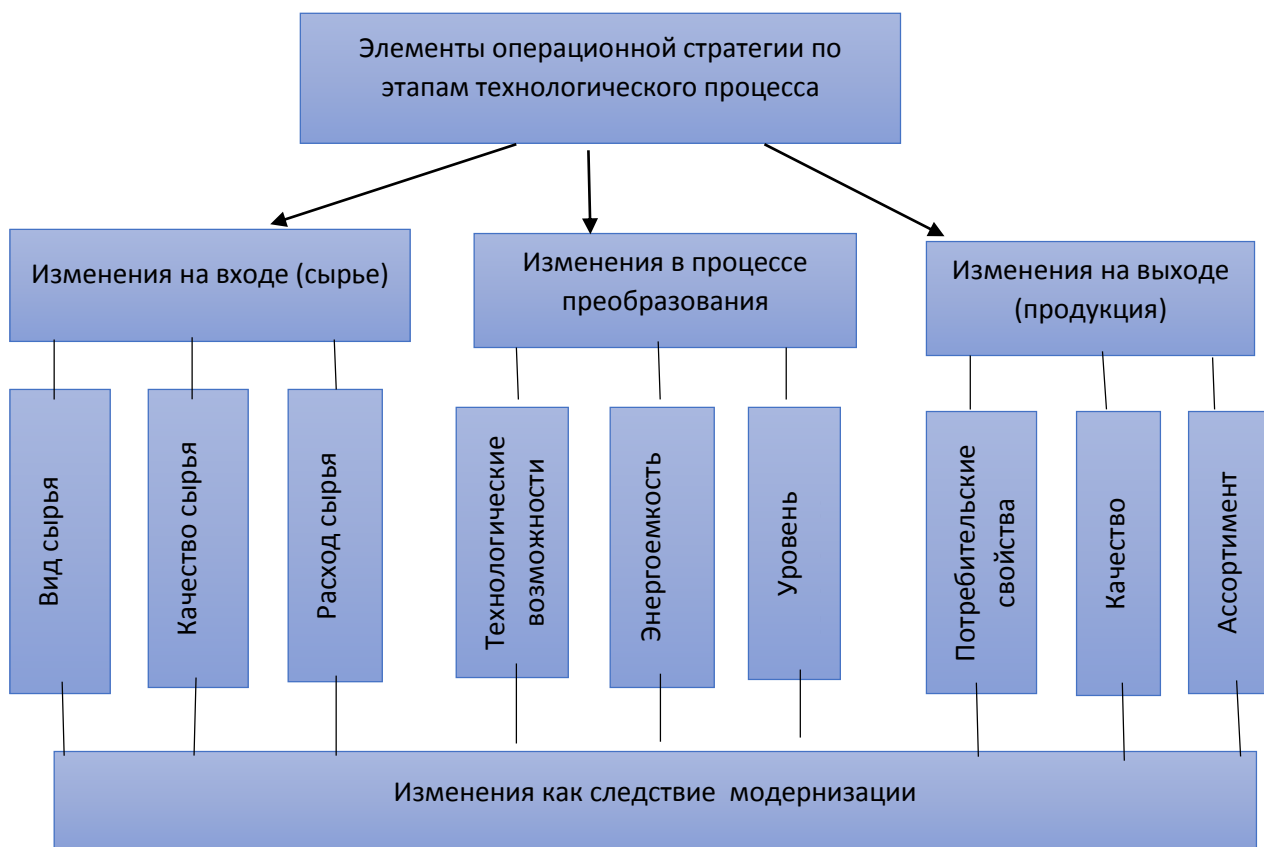 Элементы операционной стратегии по
этапам технологического процесса
Изменения на входе (сырье)
Изменения в процессе
преобразования
Изменения на выходе
(продукция)
Вид сырья
Качество сырья
Расход сырья
Технологические
возможности
Энергоемкость
Уровень
Потребительские
свойства
Качество
Ассортимент
Изменения как следствие модернизации